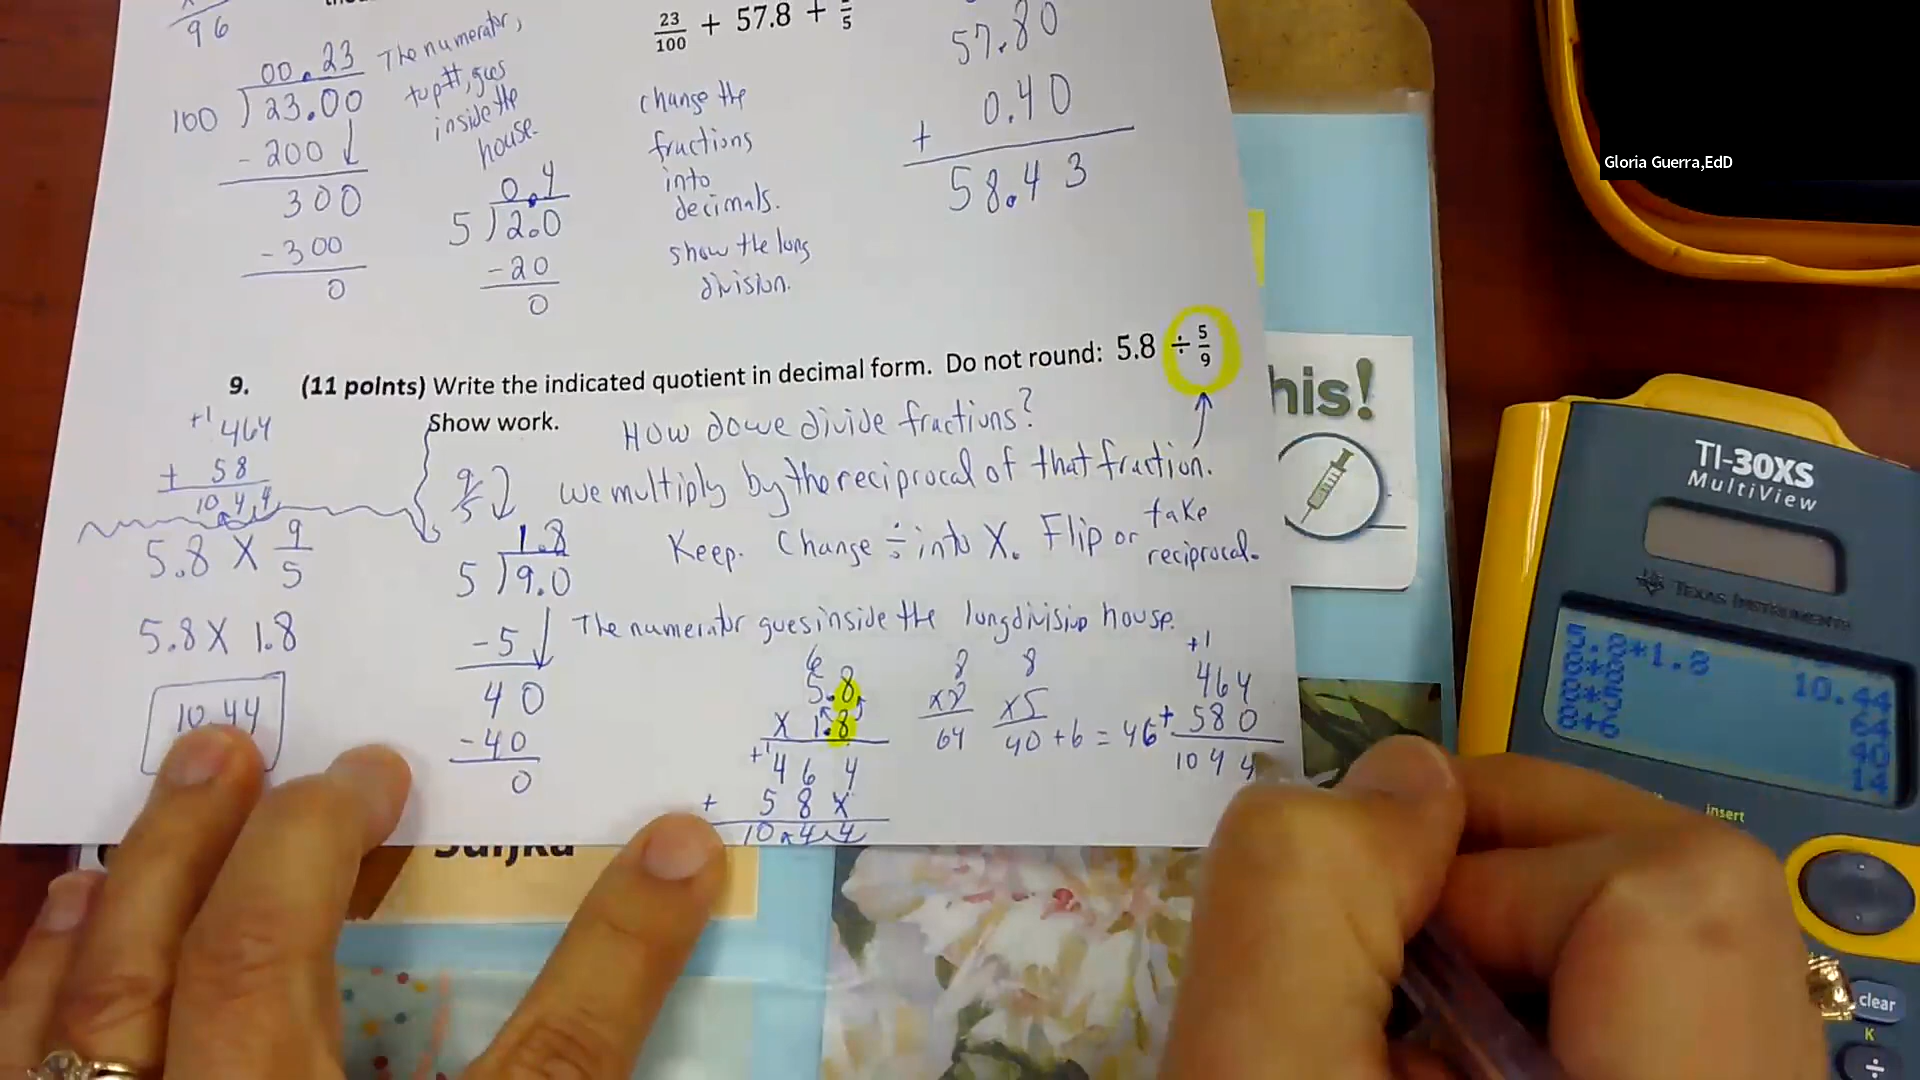 96
23/100 + 57.8 + /5
57.80
+ 0.40
58.43
00.23
100 ) 23.00
- 200
300
- 300
0
The numerator,
top #, goes
inside the
house.
0.4
5 ) 2.0
- 20
0
change the
fractions
into
decimals.
show the long
division.
9. (11 points) Write the indicated quotient in decimal form. Do not round: 5.8 ÷ 5/9
Show work.
+1
464
+ 58
10.44
5.8 X 9/5
5.8 X 1.8
10.44
9/5
1.8
5 ) 9.0
- 5
40
- 40
0
How do we divide fractions?
We multiply by the reciprocal of that fraction.
Keep. Change ÷ into X. Flip or take
reciprocal.
The numerator goes inside the long division house.
6
5.8
X 1.8
+1
464
+ 58X
10.44
8
x8
64
8
x5
40 + 6 = 46
+1
464
+ 580
1044
his!
Gloria Guerra,EdD
TI-30XS
MultiView
TEXAS INSTRUMENTS
5.8*1.8 10.44
64
40
14
insert
clear
K
÷